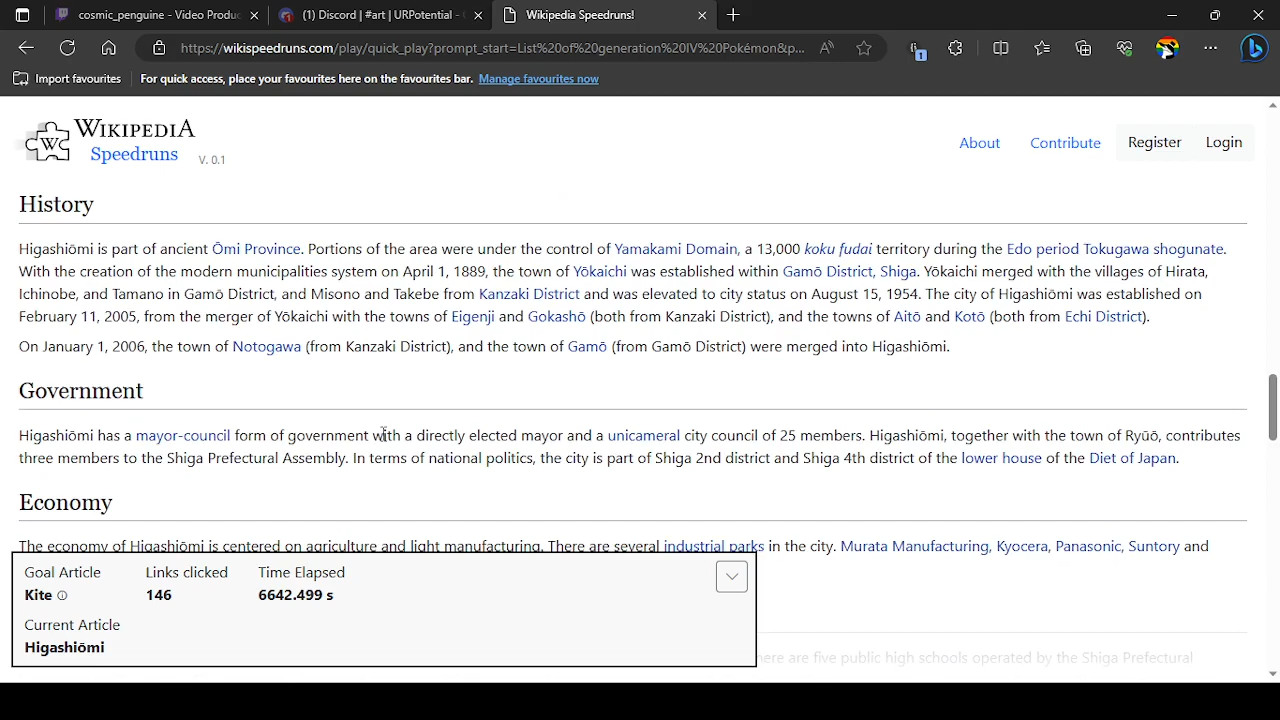 cosmic_penguine - Video Produc
(1) Discord | #art | URPotential -
Wikipedia Speedruns!
https://wikispeedruns.com/play/quick_play?prompt_start=List%20of%20generation%20IV%20Pokémon&p...
1
Import favourites
For quick access, place your favourites here on the favourites bar. Manage favourites now
WIKIPEDIA
Speedruns V. 0.1
About Contribute Register Login
History
Higashiōmi is part of ancient Ōmi Province. Portions of the area were under the control of Yamakami Domain, a 13,000 koku fudai territory during the Edo period Tokugawa shogunate.
With the creation of the modern municipalities system on April 1, 1889, the town of Yōkaichi was established within Gamō District, Shiga. Yōkaichi merged with the villages of Hirata,
Ichinobe, and Tamano in Gamō District, and Misono and Takebe from Kanzaki District and was elevated to city status on August 15, 1954. The city of Higashiōmi was established on
February 11, 2005, from the merger of Yōkaichi with the towns of Eigenji and Gokashō (both from Kanzaki District), and the towns of Aitō and Kotō (both from Echi District).
On January 1, 2006, the town of Notogawa (from Kanzaki District), and the town of Gamō (from Gamō District) were merged into Higashiōmi.
Government
Higashiōmi has a mayor-council form of government with a directly elected mayor and a unicameral city council of 25 members. Higashiōmi, together with the town of Ryūō, contributes
three members to the Shiga Prefectural Assembly. In terms of national politics, the city is part of Shiga 2nd district and Shiga 4th district of the lower house of the Diet of Japan.
Economy
The economy of Higashiōmi is centered on agriculture and light manufacturing. There are several industrial parks in the city. Murata Manufacturing, Kyocera, Panasonic, Suntory and
Goal Article Links clicked Time Elapsed
Kite 146 6642.499 s
Current Article
Higashiōmi
here are five public high schools operated by the Shiga Prefectural